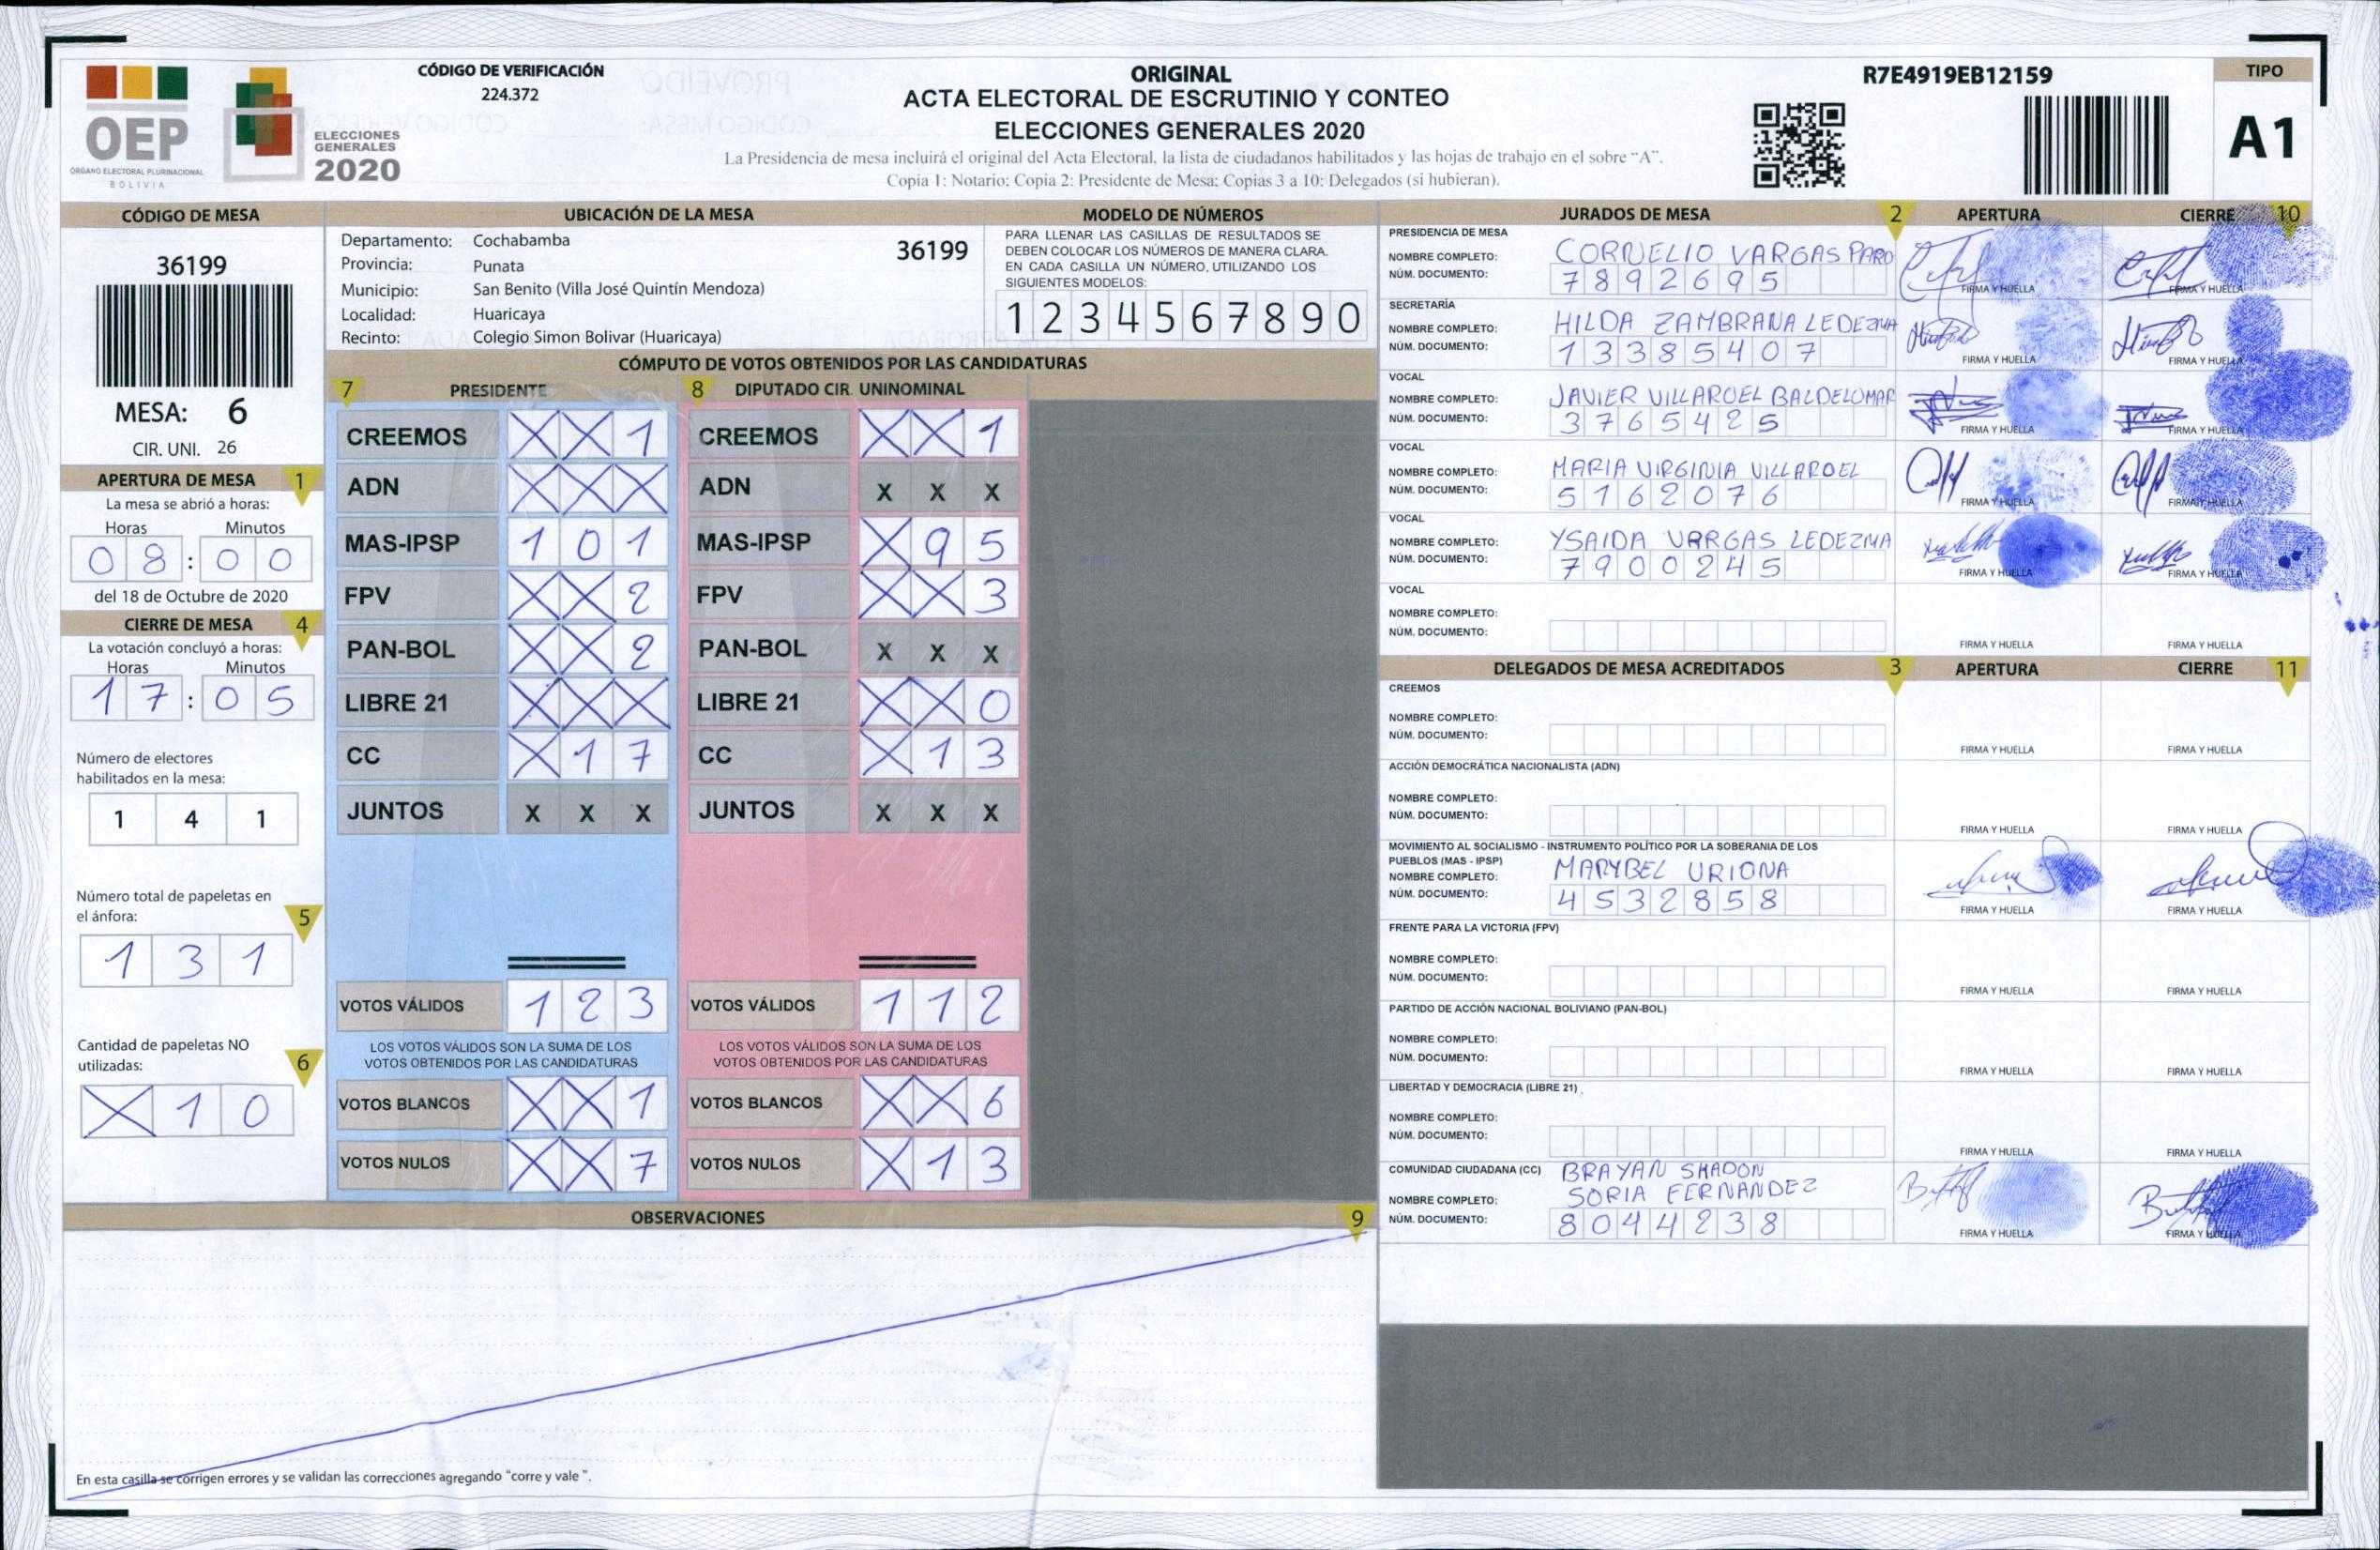 OEP
ÓRGANO ELECTORAL PLURINACIONAL
BOLIVIA
ELECCIONES
GENERALES
2020
CÓDIGO DE VERIFICACIÓN
224.372
ORIGINAL
ACTA ELECTORAL DE ESCRUTINIO Y CONTEO
ELECCIONES GENERALES 2020
La Presidencia de mesa incluirá el original del Acta Electoral, la lista de ciudadanos habilitados y las hojas de trabajo en el sobre "A".
Copia 1: Notario; Copia 2: Presidente de Mesa; Copias 3 a 10: Delegados (si hubieran).
R7E4919EB12159
TIPO
A1
CÓDIGO DE MESA
36199
MESA: 6
CIR. UNI. 26
APERTURA DE MESA 1
La mesa se abrió a horas:
Horas Minutos
08:00
del 18 de Octubre de 2020
CIERRE DE MESA 4
La votación concluyó a horas:
Horas Minutos
17:05
Número de electores
habilitados en la mesa:
1 4 1
Número total de papeletas en
el ánfora: 5
1 3 1
Cantidad de papeletas NO
utilizadas: 6
X 1 0
UBICACIÓN DE LA MESA
Departamento: Cochabamba 36199
Provincia: Punata
Municipio: San Benito (Villa José Quintín Mendoza)
Localidad: Huaricaya
Recinto: Colegio Simon Bolivar (Huaricaya)
MODELO DE NÚMEROS
PARA LLENAR LAS CASILLAS DE RESULTADOS SE
DEBEN COLOCAR LOS NÚMEROS DE MANERA CLARA.
EN CADA CASILLA UN NÚMERO, UTILIZANDO LOS
SIGUIENTES MODELOS:
1 2 3 4 5 6 7 8 9 0
CÓMPUTO DE VOTOS OBTENIDOS POR LAS CANDIDATURAS
7 PRESIDENTE 8 DIPUTADO CIR. UNINOMINAL
CREEMOS X X 1 CREEMOS X X 1
ADN X X X ADN X X X
MAS-IPSP 1 0 1 MAS-IPSP X 9 5
FPV X X 2 FPV X X 3
PAN-BOL X X 2 PAN-BOL X X X
LIBRE 21 X X X LIBRE 21 X X 0
CC X 1 7 CC X 1 3
JUNTOS X X X JUNTOS X X X
VOTOS VÁLIDOS 1 2 3 VOTOS VÁLIDOS 1 1 2
LOS VOTOS VÁLIDOS SON LA SUMA DE LOS LOS VOTOS VÁLIDOS SON LA SUMA DE LOS
VOTOS OBTENIDOS POR LAS CANDIDATURAS VOTOS OBTENIDOS POR LAS CANDIDATURAS
VOTOS BLANCOS X X 1 VOTOS BLANCOS X X 6
VOTOS NULOS X X 7 VOTOS NULOS X 1 3
OBSERVACIONES 9
En esta casilla se corrigen errores y se validan las correcciones agregando "corre y vale".
JURADOS DE MESA 2 APERTURA CIERRE 10
PRESIDENCIA DE MESA
NOMBRE COMPLETO: CORNELIO VARGAS PARD
NÚM. DOCUMENTO: 7892695
FIRMA Y HUELLA FIRMA Y HUELLA
SECRETARÍA
NOMBRE COMPLETO: HILDA ZAMBRANA LEDEZMA
NÚM. DOCUMENTO: 13385407
FIRMA Y HUELLA FIRMA Y HUELLA
VOCAL
NOMBRE COMPLETO: JAVIER VILLAROEL BALDELOMAR
NÚM. DOCUMENTO: 3765425
FIRMA Y HUELLA FIRMA Y HUELLA
VOCAL
NOMBRE COMPLETO: MARIA VIRGINIA VILLAROEL
NÚM. DOCUMENTO: 5162076
FIRMA Y HUELLA FIRMA Y HUELLA
VOCAL
NOMBRE COMPLETO: YSAIDA VARGAS LEDEZMA
NÚM. DOCUMENTO: 7900245
FIRMA Y HUELLA FIRMA Y HUELLA
VOCAL
NOMBRE COMPLETO:
NÚM. DOCUMENTO:
FIRMA Y HUELLA FIRMA Y HUELLA
DELEGADOS DE MESA ACREDITADOS 3 APERTURA CIERRE 11
CREEMOS
NOMBRE COMPLETO:
NÚM. DOCUMENTO:
FIRMA Y HUELLA FIRMA Y HUELLA
ACCIÓN DEMOCRÁTICA NACIONALISTA (ADN)
NOMBRE COMPLETO:
NÚM. DOCUMENTO:
FIRMA Y HUELLA FIRMA Y HUELLA
MOVIMIENTO AL SOCIALISMO - INSTRUMENTO POLÍTICO POR LA SOBERANIA DE LOS
PUEBLOS (MAS - IPSP)
NOMBRE COMPLETO: MARYBEL URIONA
NÚM. DOCUMENTO: 4532858
FIRMA Y HUELLA FIRMA Y HUELLA
FRENTE PARA LA VICTORIA (FPV)
NOMBRE COMPLETO:
NÚM. DOCUMENTO:
FIRMA Y HUELLA FIRMA Y HUELLA
PARTIDO DE ACCIÓN NACIONAL BOLIVIANO (PAN-BOL)
NOMBRE COMPLETO:
NÚM. DOCUMENTO:
FIRMA Y HUELLA FIRMA Y HUELLA
LIBERTAD Y DEMOCRACIA (LIBRE 21)
NOMBRE COMPLETO:
NÚM. DOCUMENTO:
FIRMA Y HUELLA FIRMA Y HUELLA
COMUNIDAD CIUDADANA (CC) BRAYAN SHADON
NOMBRE COMPLETO: SORIA FERNANDEZ
NÚM. DOCUMENTO: 8044238
FIRMA Y HUELLA FIRMA Y HUELLA